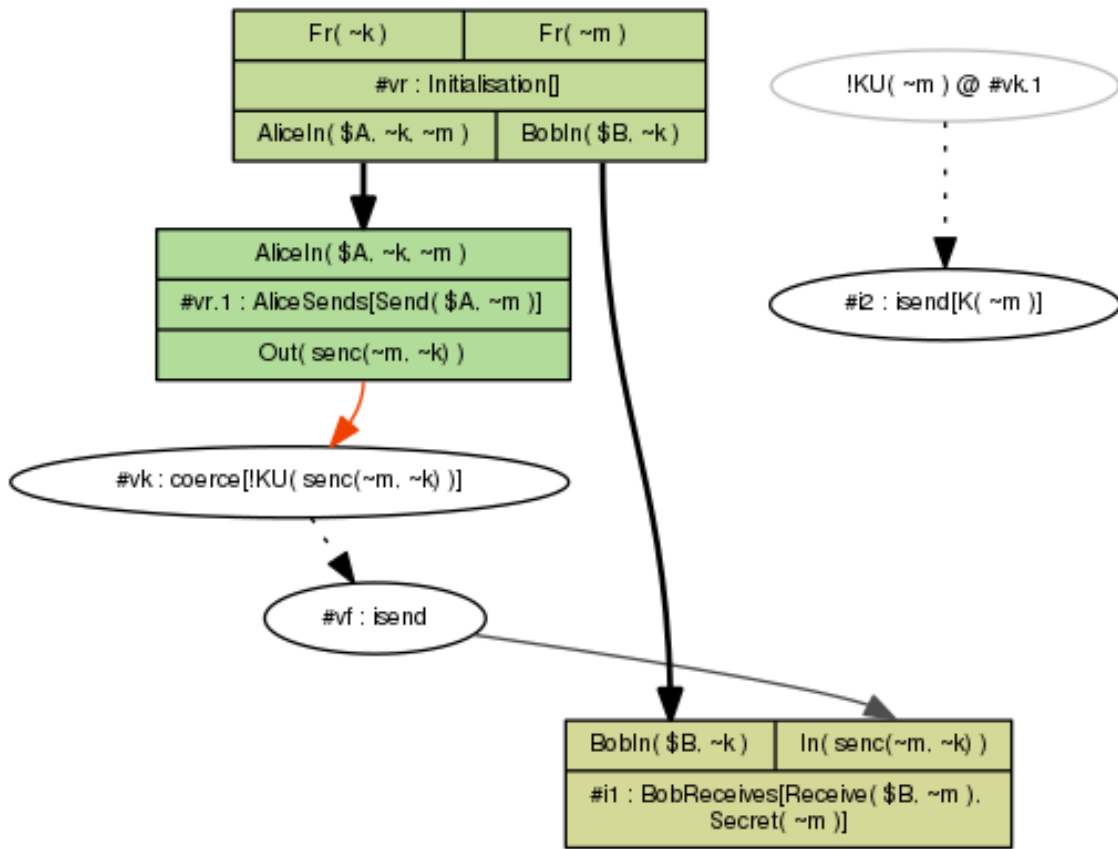 Fr( ~k ) Fr( ~m )
#vr : Initialisation[]
AliceIn( $A, ~k, ~m ) BobIn( $B, ~k )
!KU( ~m ) @ #vk.1
AliceIn( $A, ~k, ~m )
#vr.1 : AliceSends[Send( $A, ~m )]
Out( senc(~m, ~k) )
#i2 : isend[K( ~m )]
#vk : coerce[!KU( senc(~m, ~k) )]
#vf : isend
BobIn( $B, ~k ) In( senc(~m, ~k) )
#i1 : BobReceives[Receive( $B, ~m ),
Secret( ~m )]